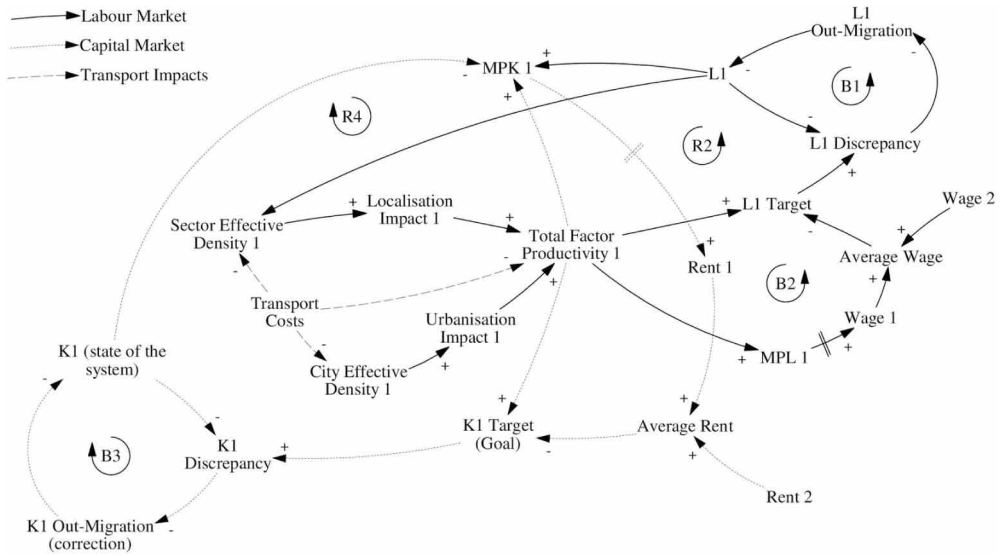 Labour Market
Capital Market
Transport Impacts
L1
Out-Migration
-
-
B1
+
MPK 1
-
+
L1
-
-
L1 Discrepancy
+
R4
R2
L1 Target
+
-
Wage 2
+
Average Wage
+
Sector Effective
Density 1
-
+
Localisation
Impact 1
+
Total Factor
Productivity 1
-
+
+
Rent 1
B2
Wage 1
+
MPL 1
+
Transport
Costs
-
Urbanisation
Impact 1
+
City Effective
Density 1
K1 (state of the
system)
-
-
B3
K1
Discrepancy
+
+
K1 Target
(Goal)
-
+
Average Rent
+
Rent 2
K1 Out-Migration
(correction)
-